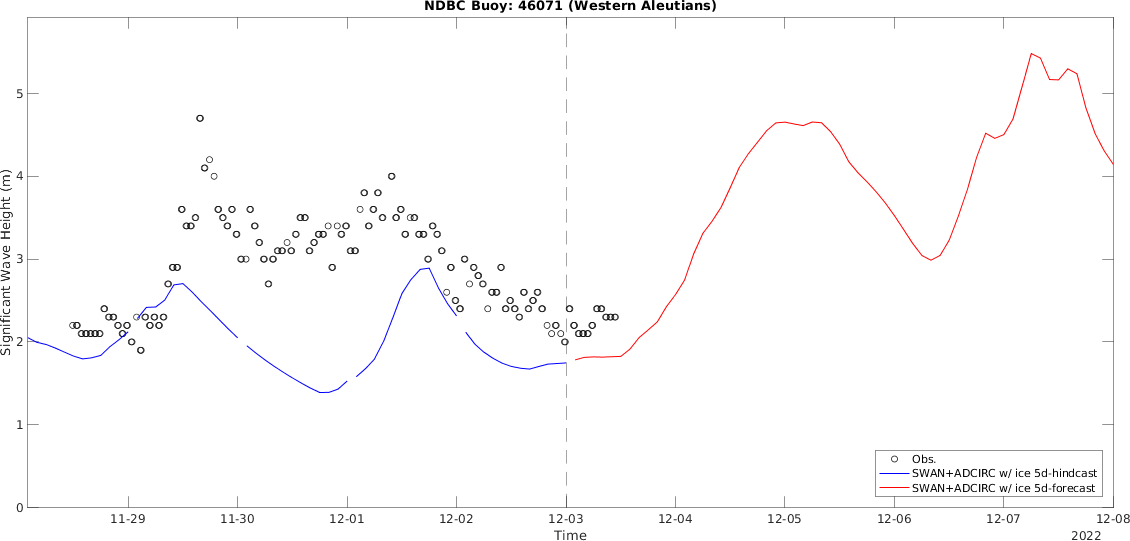 NDBC Buoy: 46071 (Western Aleutians)
Significant Wave Height (m)
5
4
3
2
1
0
Obs.
SWAN+ADCIRC w/ ice 5d-hindcast
SWAN+ADCIRC w/ ice 5d-forecast
11-29 11-30 12-01 12-02 12-03 12-04 12-05 12-06 12-07 12-08
Time
2022